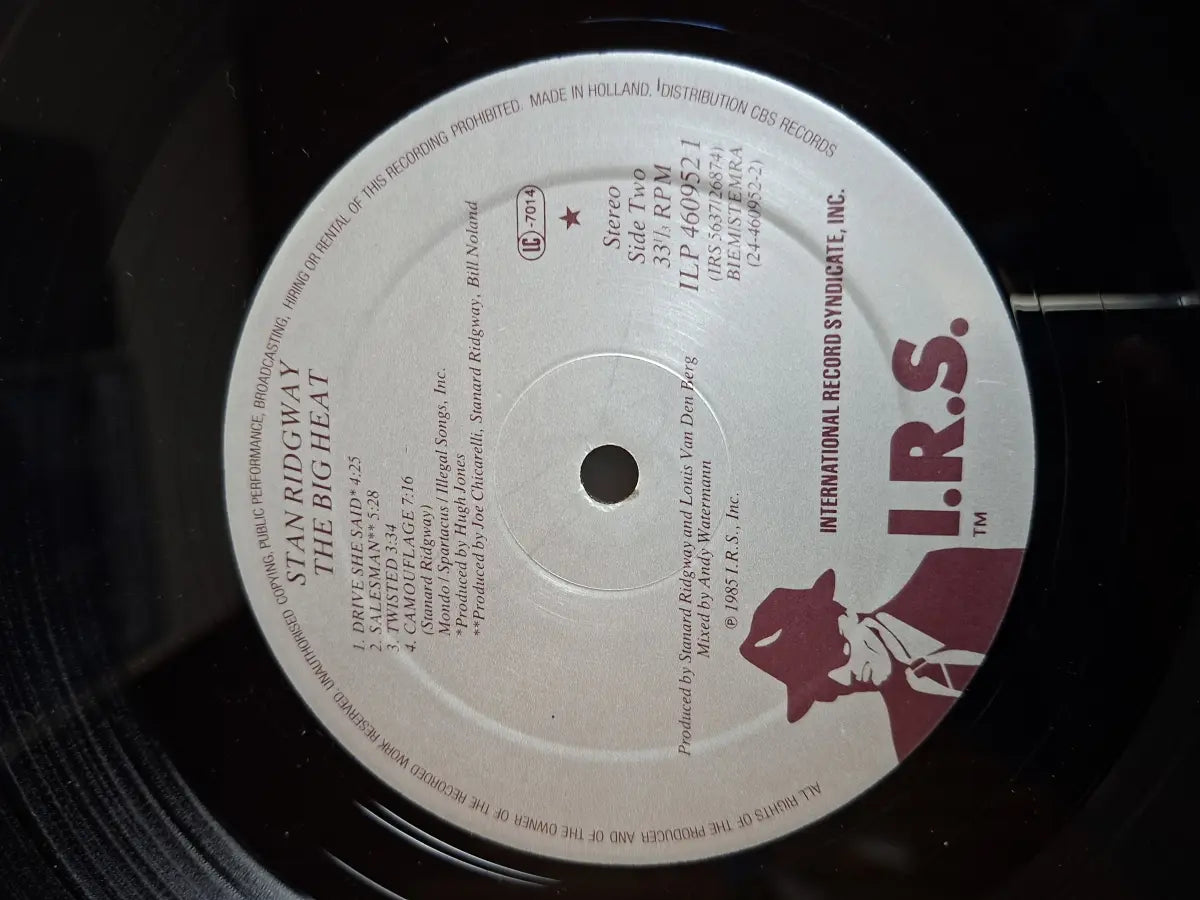 ALL RIGHTS OF THE PRODUCER AND OF THE OWNER OF THE RECORDED WORK RESERVED. UNAUTHORISED COPYING, PUBLIC PERFORMANCE, BROADCASTING, HIRING OR RENTAL OF THIS RECORDING PROHIBITED. MADE IN HOLLAND. DISTRIBUTION CBS RECORDS
STAN RIDGWAY
THE BIG HEAT
1. DRIVE SHE SAID* 4:25
2. SALESMAN** 5:28
3. TWISTED 3:34
4. CAMOUFLAGE 7:16
(Stanard Ridgway)
Mondo / Spartacus / Illegal Songs, Inc.
*Produced by Hugh Jones
**Produced by Joe Chicarelli, Stanard Ridgway, Bill Noland
LC-7014
Stereo
Side Two
33 1/3 RPM
ILP 460952 1
(IRS 5637/26874)
BIEM/STEMRA
(24-460952-2)
Produced by Stanard Ridgway and Louis Van Den Berg
Mixed by Andy Watermann
℗ 1985 I.R.S., Inc.
INTERNATIONAL RECORD SYNDICATE, INC.
I.R.S.
TM